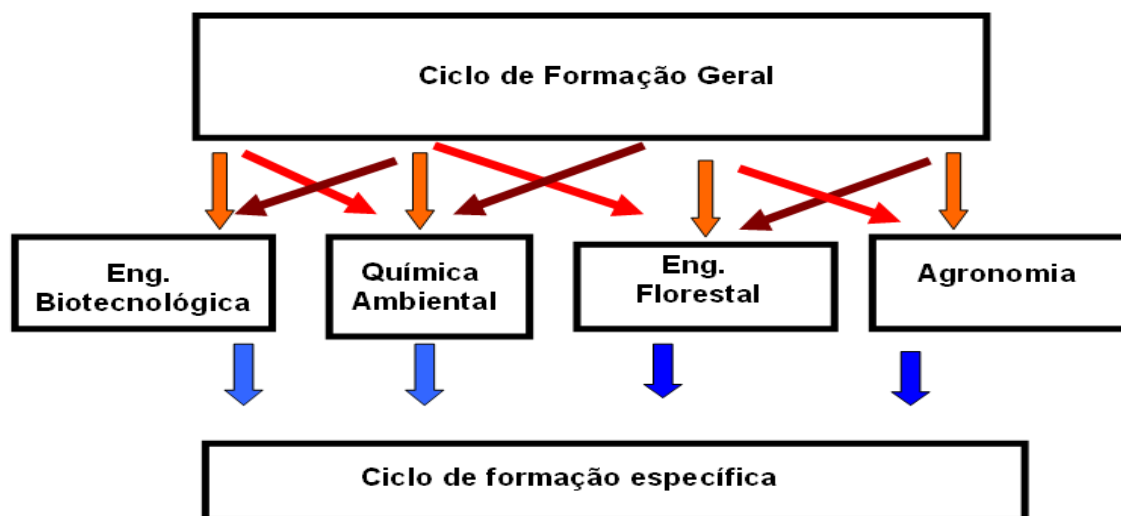 Ciclo de Formação Geral
Eng.
Biotecnológica
Química
Ambiental
Eng.
Florestal
Agronomia
Ciclo de formação específica